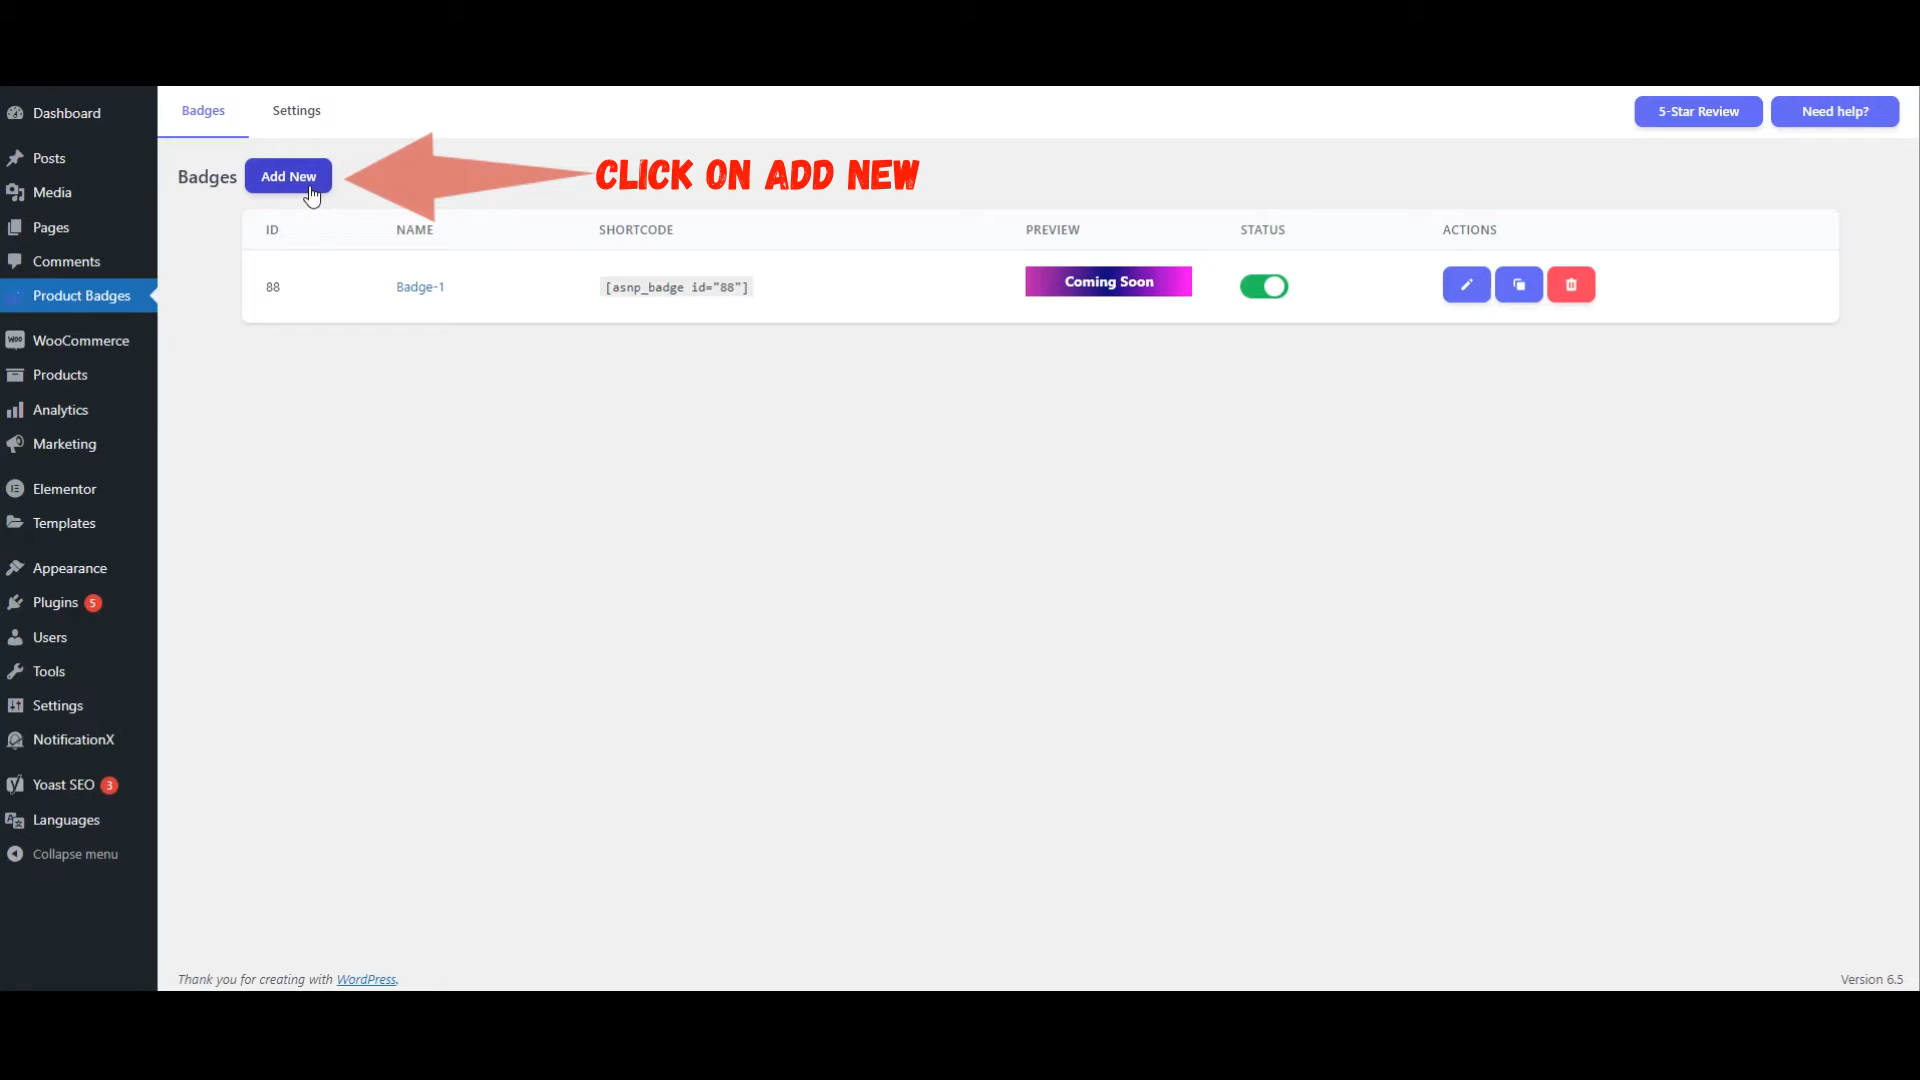 Dashboard
Posts
Media
Pages
Comments
Product Badges
WooCommerce
Products
Analytics
Marketing
Elementor
Templates
Appearance
Plugins 5
Users
Tools
Settings
NotificationX
Yoast SEO 3
Languages
Collapse menu
Badges Settings
5-Star Review Need help?
Badges Add New
CLICK ON ADD NEW
ID NAME SHORTCODE PREVIEW STATUS ACTIONS
88 Badge-1 [asnp_badge id="88"] Coming Soon
Thank you for creating with WordPress.
Version 6.5